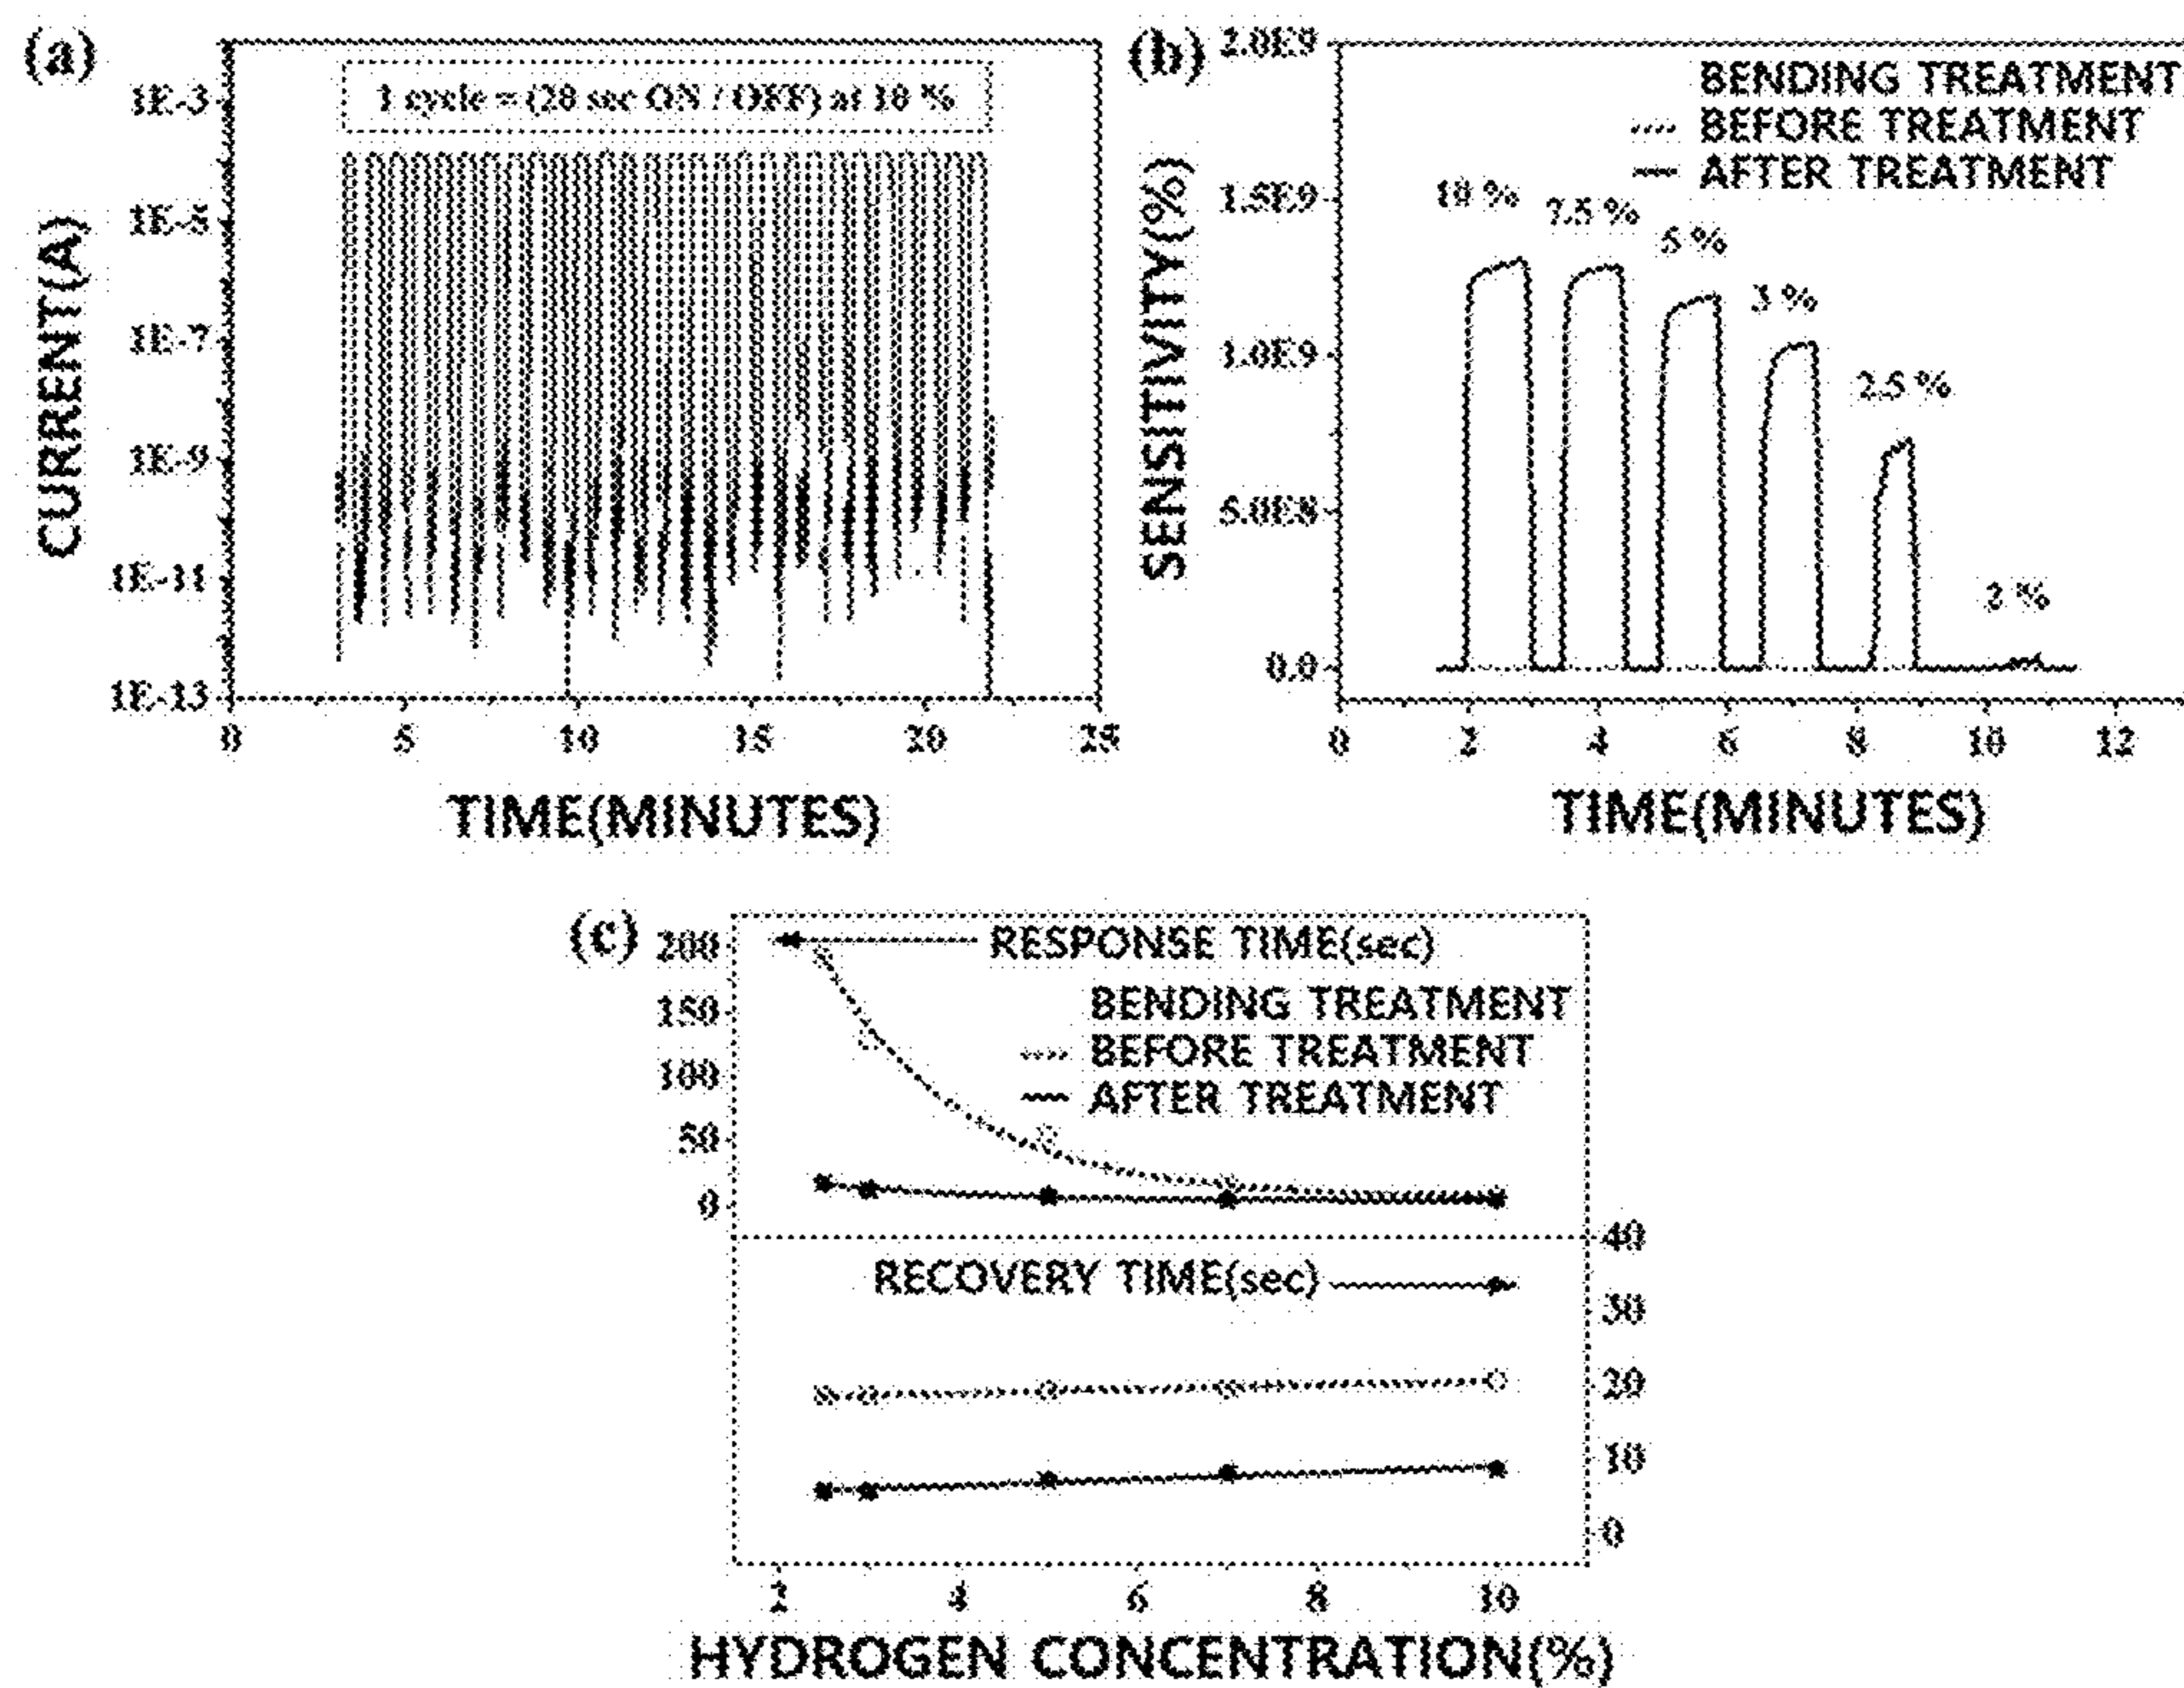 (a)
1E-3
1E-5
1E-7
1E-9
1E-11
1E-13
CURRENT(A)
1 cycle = (20 sec ON / OFF) at 10 %
0 5 10 15 20 25
TIME(MINUTES)
(b)
2.0E9
1.5E9
1.0E9
5.0E8
0.0
SENSITIVITY(%)
BENDING TREATMENT
BEFORE TREATMENT
AFTER TREATMENT
10 %
7.5 %
5 %
3 %
2.5 %
2 %
0 2 4 6 8 10 12
TIME(MINUTES)
(c)
200
150
100
50
0
RESPONSE TIME(sec)
BENDING TREATMENT
BEFORE TREATMENT
AFTER TREATMENT
RECOVERY TIME(sec)
40
30
20
10
0
2 4 6 8 10
HYDROGEN CONCENTRATION(%)